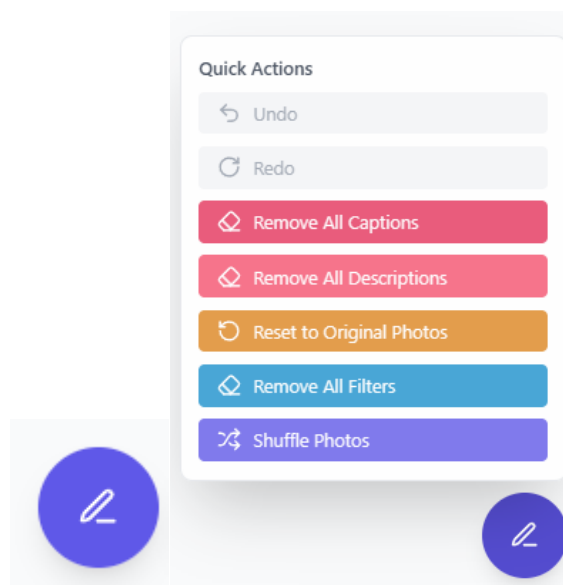 Quick Actions
Undo
Redo
Remove All Captions
Remove All Descriptions
Reset to Original Photos
Remove All Filters
Shuffle Photos